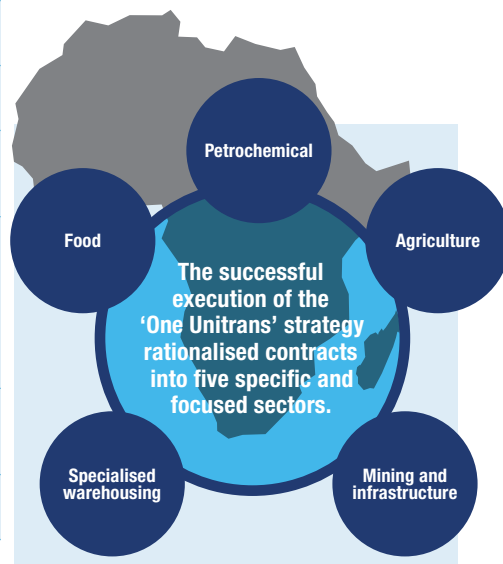 Petrochemical
Food
Agriculture
The successful
execution of the
‘One Unitrans’ strategy
rationalised contracts
into five specific and
focused sectors.
Specialised
warehousing
Mining and
infrastructure